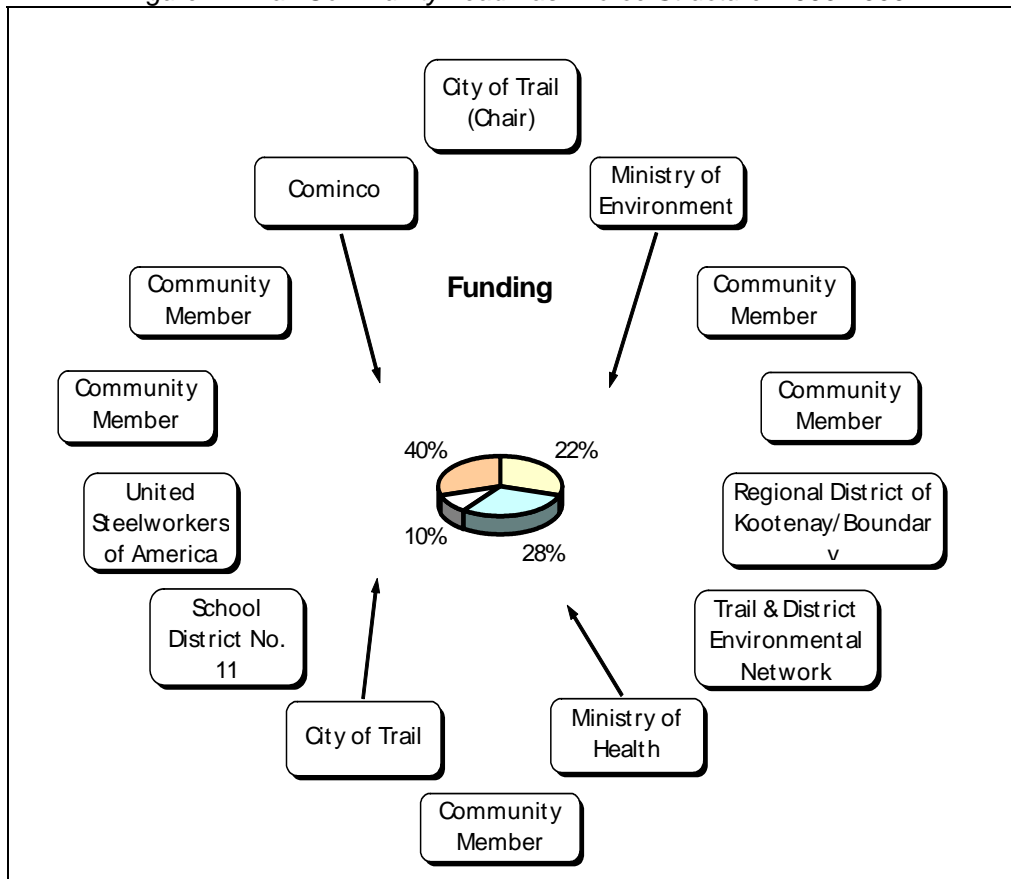 City of Trail
(Chair)
Cominco
Ministry of
Environment
Funding
Community
Member
Community
Member
Community
Member
Community
Member
40%
22%
10%
28%
United
Steelworkers
of America
Regional District of
Kootenay/Boundar
y
School
District No.
11
Trail & District
Environmental
Network
City of Trail
Ministry of
Health
Community
Member